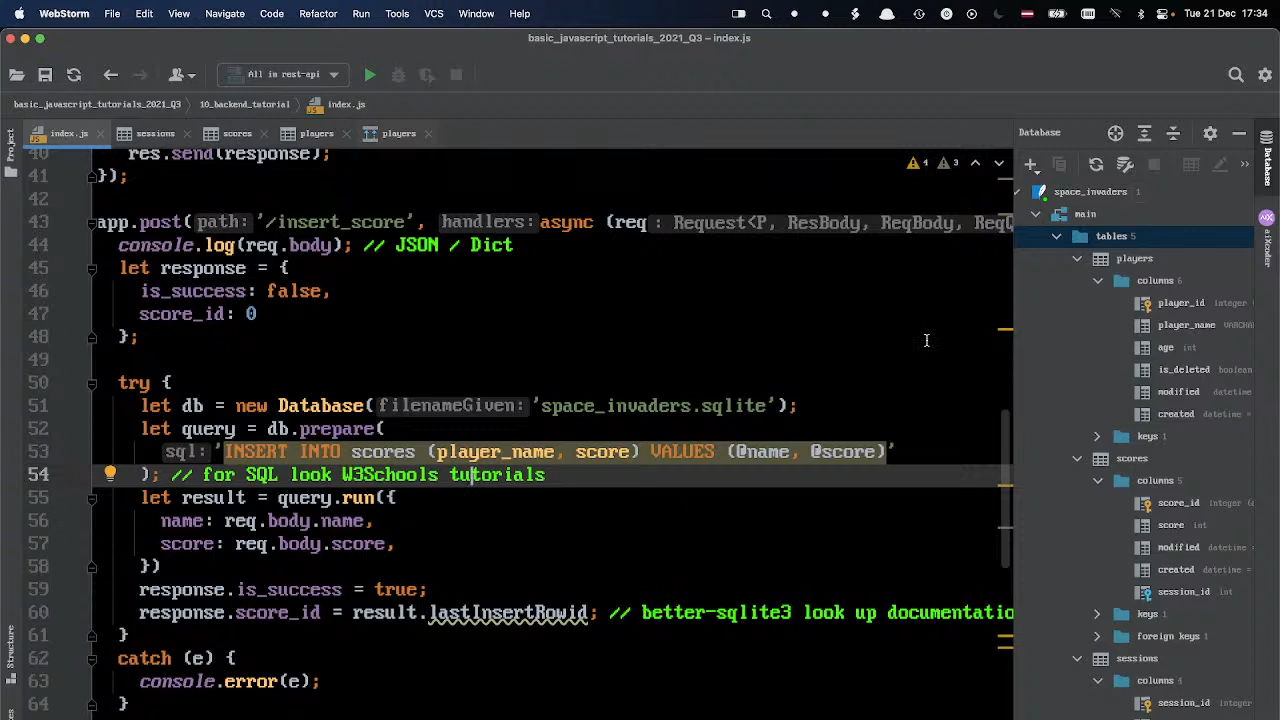 WebStorm File Edit View Navigate Code Refactor Run Tools VCS Window Help Tue 21 Dec 17:34
basic_javascript_tutorials_2021_Q3 – index.js
All in rest-api
basic_javascript_tutorials_2021_Q3 10_backend_tutorial index.js
index.js sessions scores players players
Database
Project
Structure
40 res.send(response);
41 });
42
43 app.post( path: '/insert_score', handlers: async (req : Request<P, ResBody, ReqBody, ReqQ
44 console.log(req.body); // JSON / Dict
45 let response = {
46 is_success: false,
47 score_id: 0
48 };
49
50 try {
51 let db = new Database( filenameGiven: 'space_invaders.sqlite');
52 let query = db.prepare(
53 sql: 'INSERT INTO scores (player_name, score) VALUES (@name, @score)'
54 ); // for SQL look W3Schools tutorials
55 let result = query.run({
56 name: req.body.name,
57 score: req.body.score,
58 })
59 response.is_success = true;
60 response.score_id = result.lastInsertRowid; // better-sqlite3 look up documentatio
61 }
62 catch (e) {
63 console.error(e);
64 }
4 3
space_invaders 1
main
tables 5
players
columns 6
player_id integer (
player_name VARCHAR
age int
is_deleted boolean
modified datetime
created datetime =
keys 1
scores
columns 5
score_id integer (a
score int
modified datetime =
created datetime =
session_id int
keys 1
foreign keys 1
sessions
columns 4
session_id integer
Database
aiXcoder